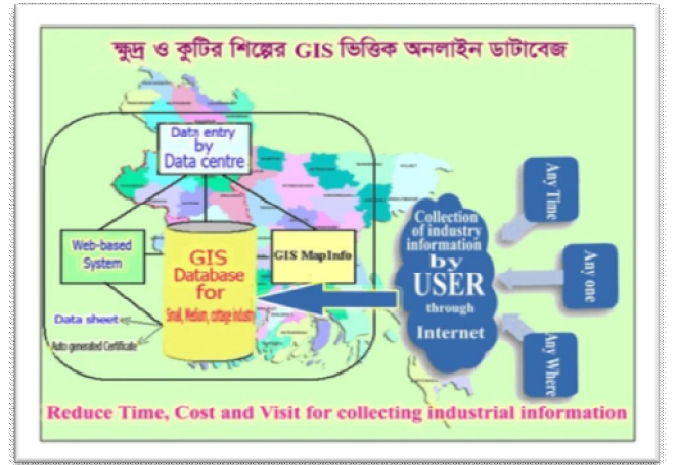 ক্ষুদ্র ও কুটির শিল্পের GIS ভিত্তিক অনলাইন ডাটাবেজ
Data entry
by
Data centre
Web-based
System
GIS
Database
for
Small, Medium, cottage industry
GIS MapInfo
Data sheet
Auto generated Certificate
Collection
of industry
information
by
USER
through
Internet
Any Time
Any one
Any Where
Reduce Time, Cost and Visit for collecting industrial information